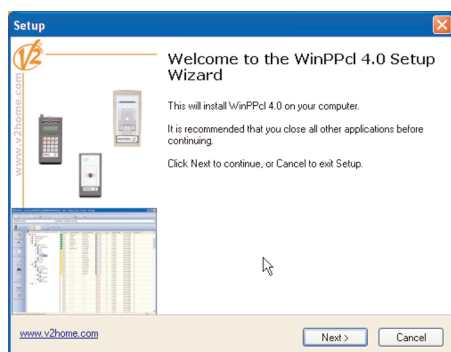 Setup
V2
www.v2home.com
Welcome to the WinPPcl 4.0 Setup
Wizard
This will install WinPPcl 4.0 on your computer.
It is recommended that you close all other applications before
continuing.
Click Next to continue, or Cancel to exit Setup.
www.v2home.com
Next >
Cancel